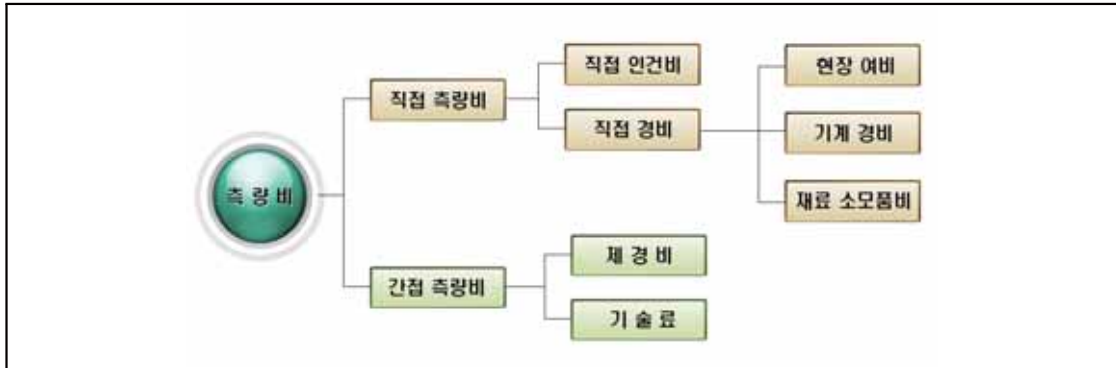 측 량 비
직접 측량비
직접 인건비
직접 경비
현장 여비
기계 경비
재료 소모품비
간접 측량비
제 경 비
기 술 료